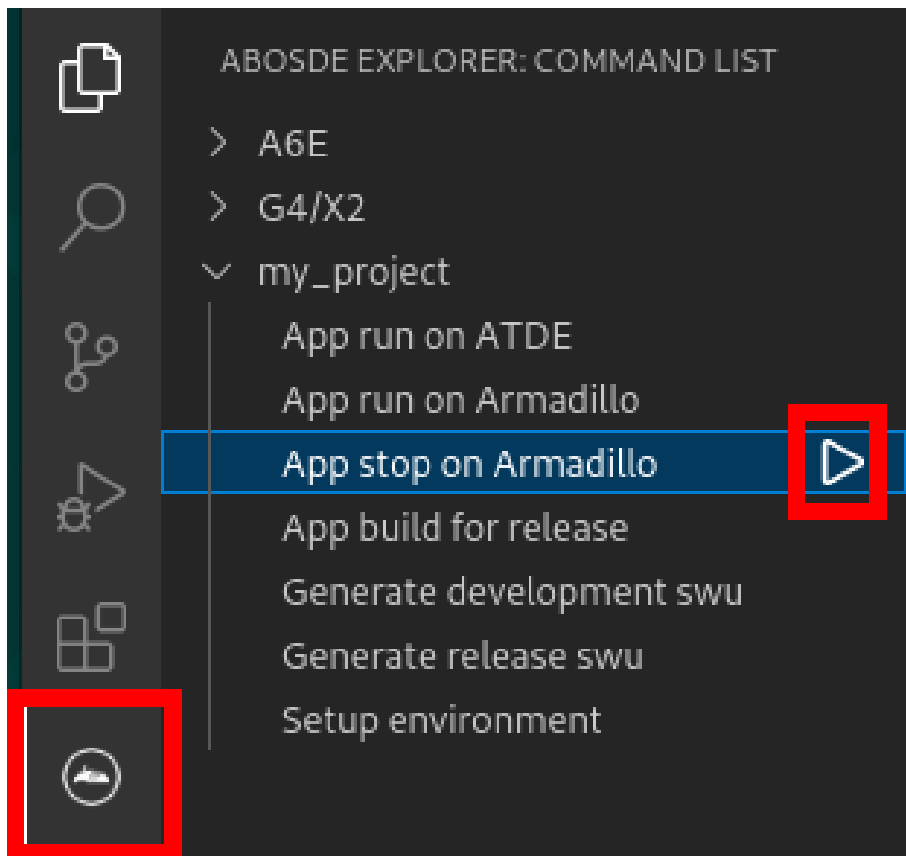 ABOSDE EXPLORER: COMMAND LIST
A6E
G4/X2
my_project
App run on ATDE
App run on Armadillo
App stop on Armadillo
App build for release
Generate development swu
Generate release swu
Setup environment